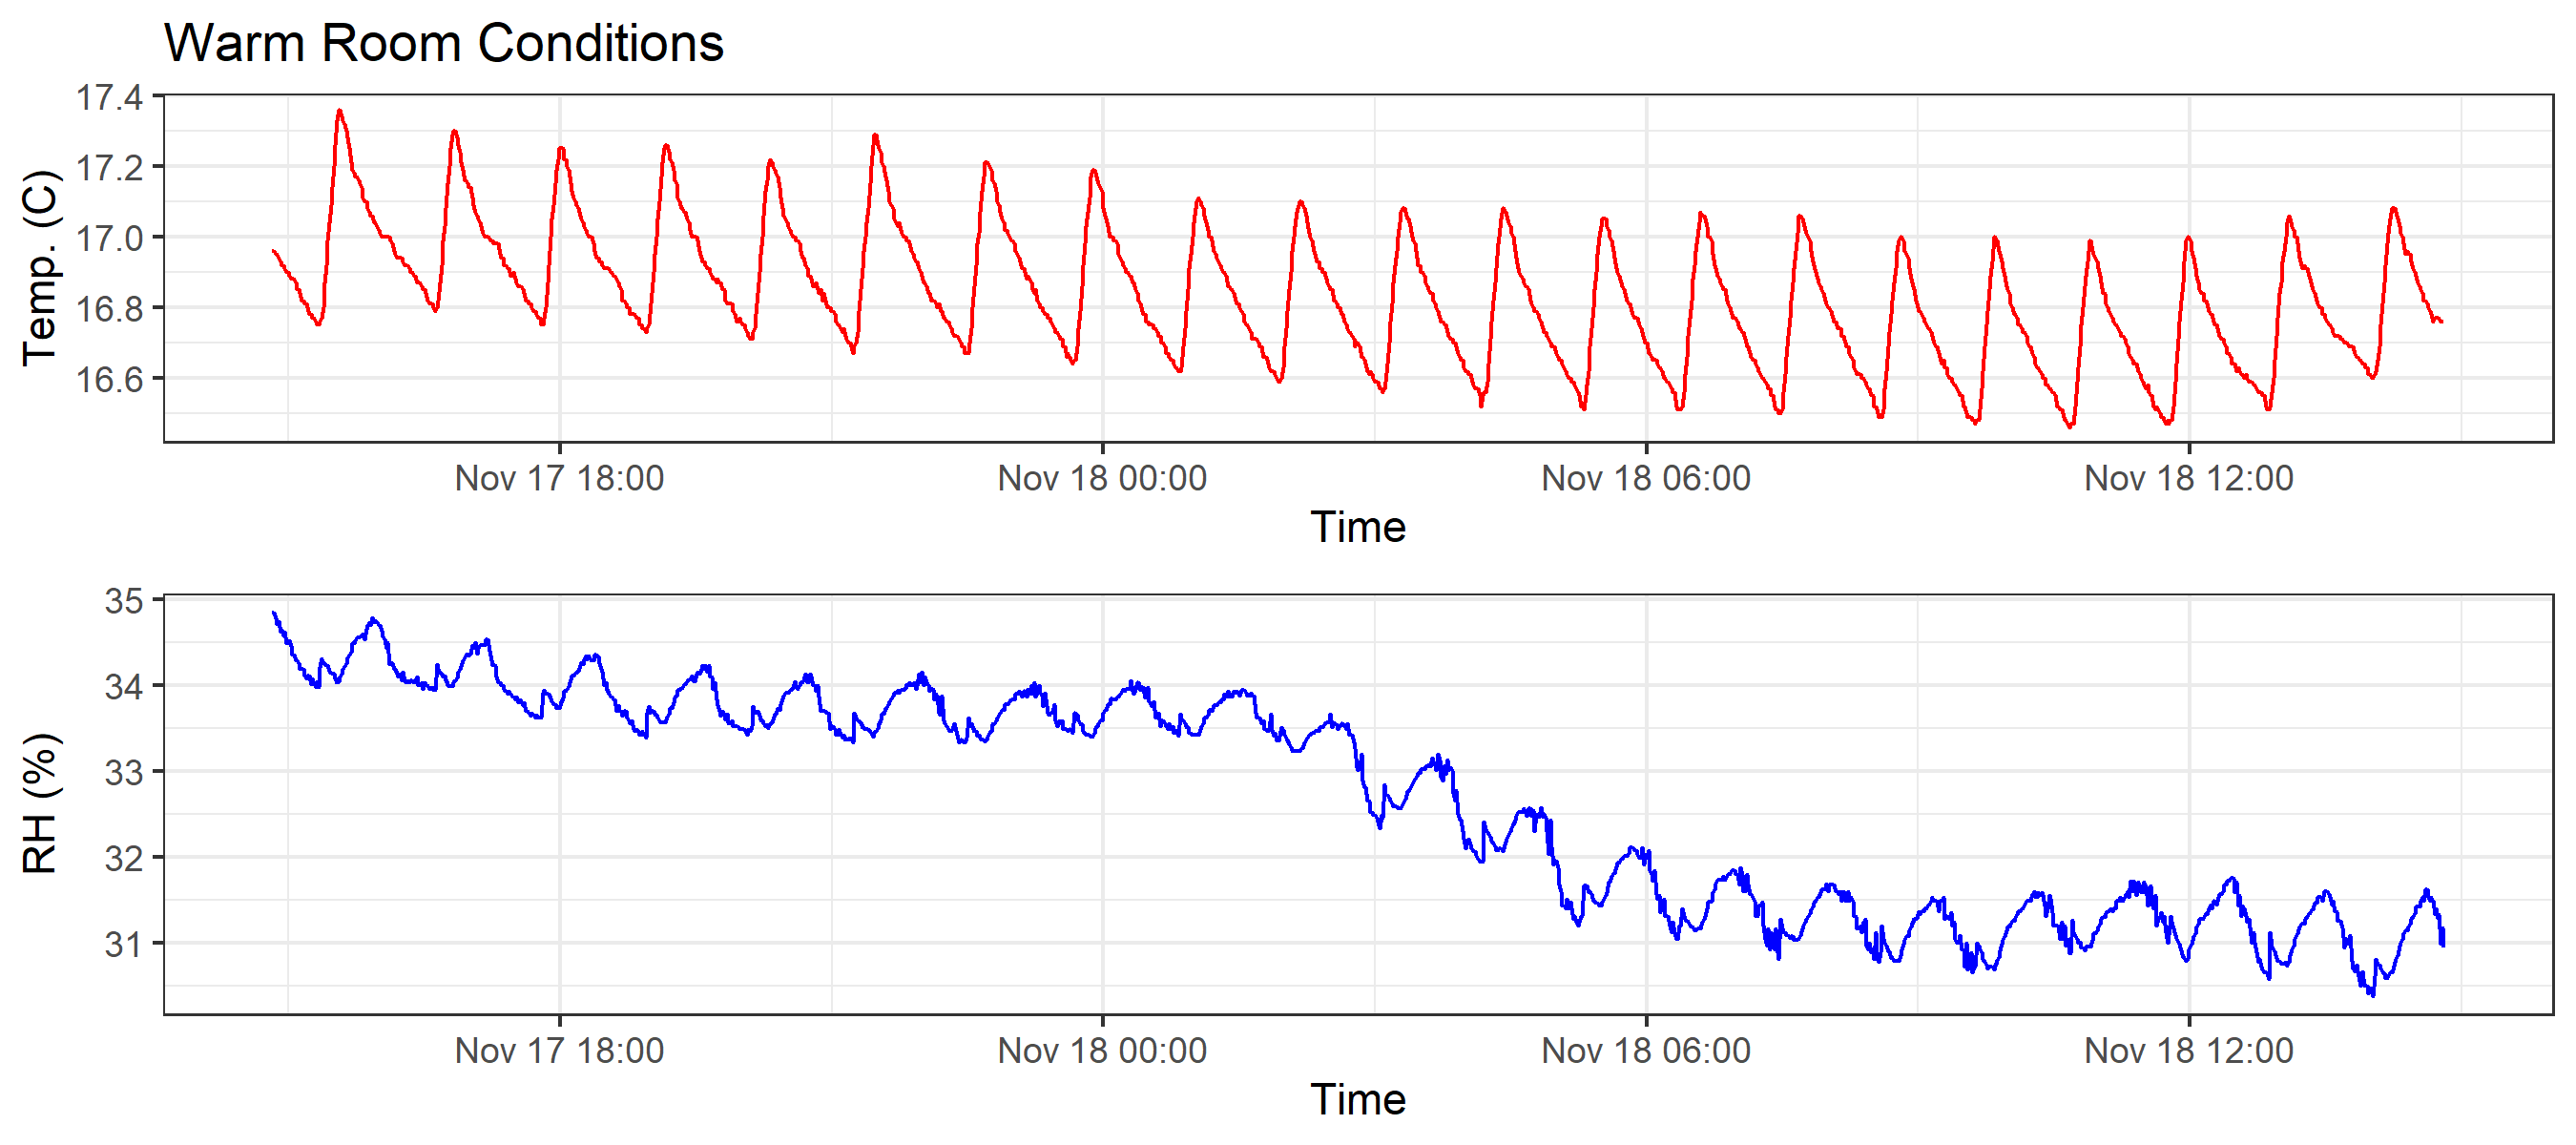 Warm Room Conditions
17.4
17.2
17.0
16.8
16.6
Temp. (C)
Nov 17 18:00 Nov 18 00:00 Nov 18 06:00 Nov 18 12:00
Time
35
34
33
32
31
RH (%)
Nov 17 18:00 Nov 18 00:00 Nov 18 06:00 Nov 18 12:00
Time